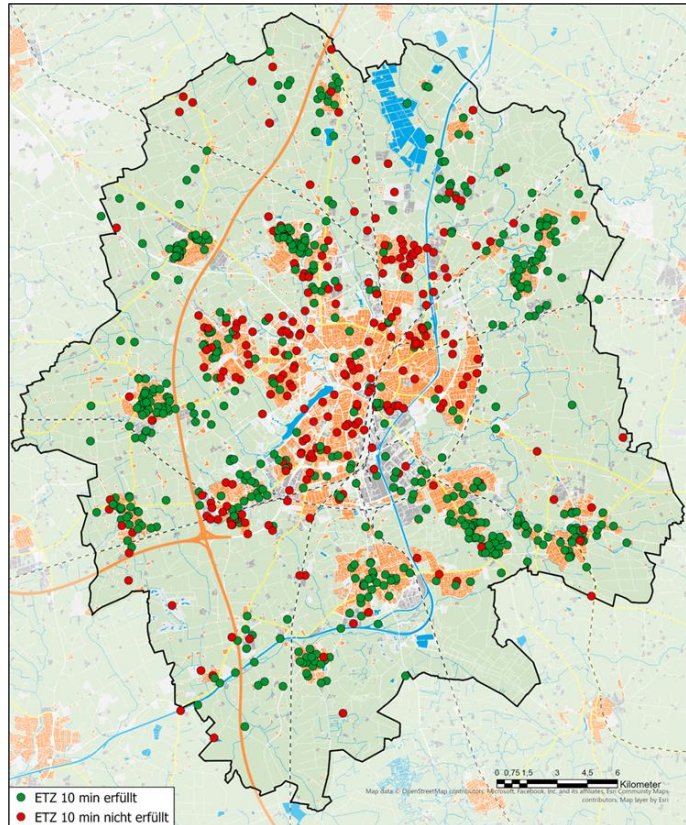 0 0,75 1,5 3 4,5 6
Kilometer
Map data © OpenStreetMap contributors, Microsoft, Facebook, Inc. and its affiliates, Esri Community Maps
contributors, Map layer by Esri
ETZ 10 min erfüllt
ETZ 10 min nicht erfüllt